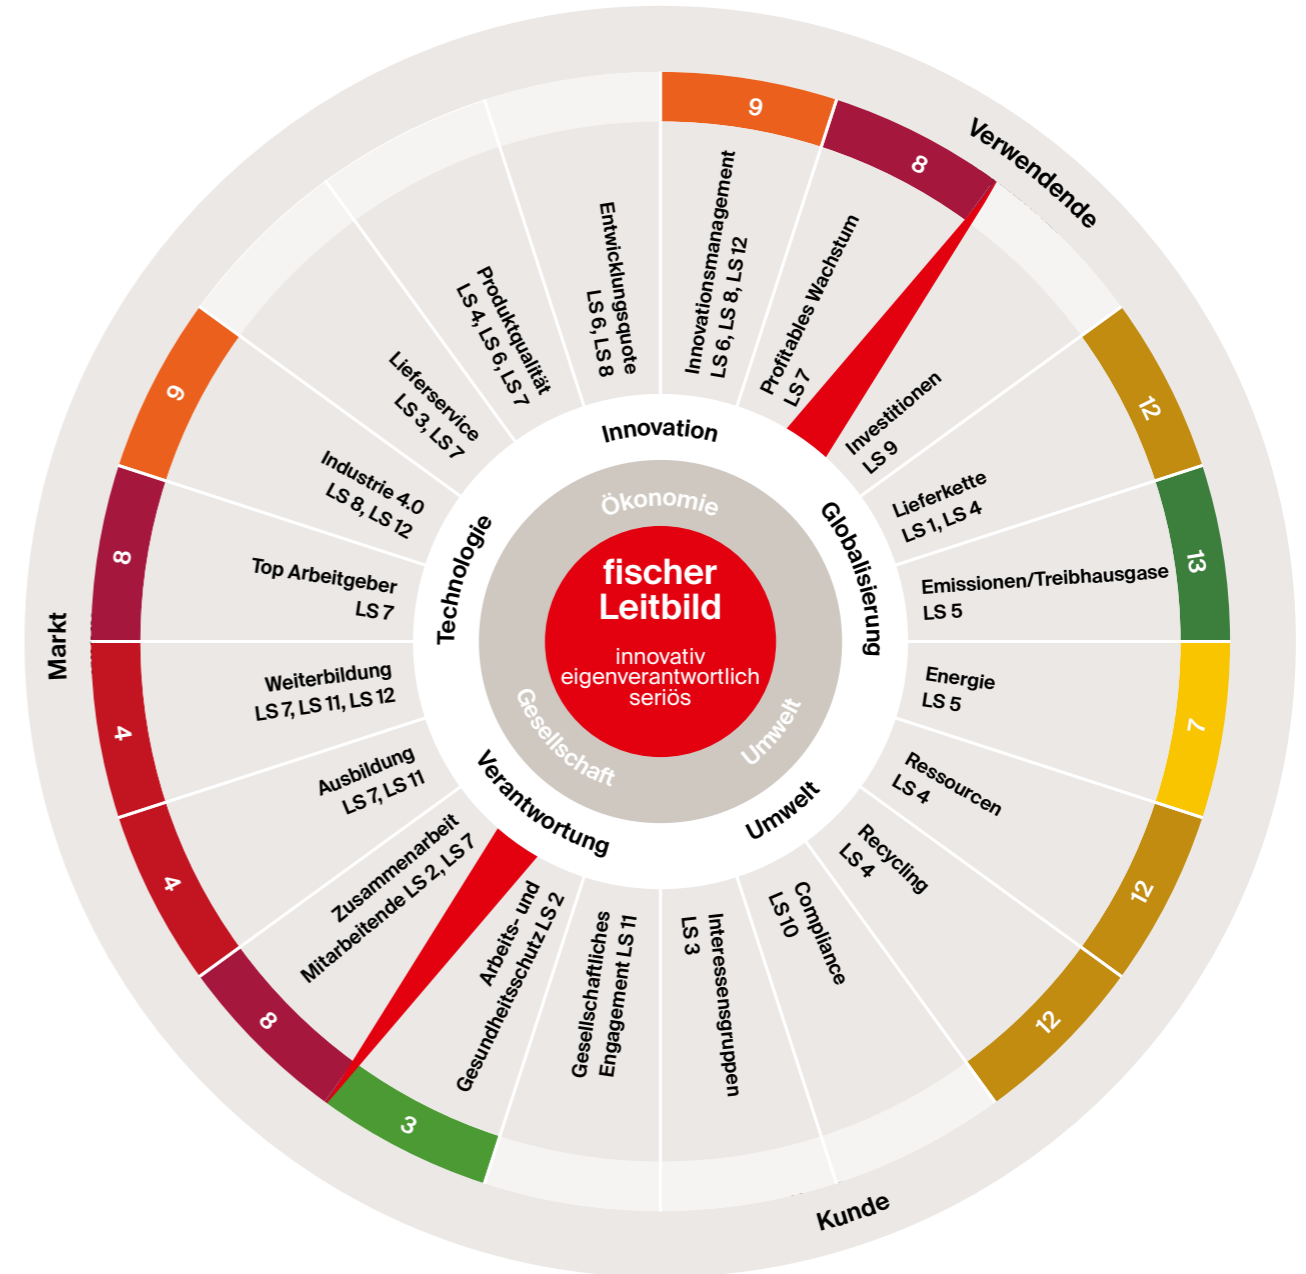 fischer
Leitbild
innovativ
eigenverantwortlich
seriös
Ökonomie
Umwelt
Gesellschaft
Innovation
Globalisierung
Umwelt
Verantwortung
Technologie
Innovationsmanagement
LS 6, LS 8, LS 12
9
Profitables Wachstum
LS 7
8
Investitionen
LS 9
Lieferkette
LS 1, LS 4
12
Emissionen/Treibhausgase
LS 5
13
Energie
LS 5
7
Ressourcen
LS 4
12
Recycling
LS 4
12
Compliance
LS 10
Interessensgruppen
LS 3
Gesellschaftliches
Engagement LS 11
Arbeits- und
Gesundheitsschutz LS 2
3
Zusammenarbeit
Mitarbeitende LS 2, LS 7
8
Ausbildung
LS 7, LS 11
4
Weiterbildung
LS 7, LS 11, LS 12
4
Top Arbeitgeber
LS 7
8
Industrie 4.0
LS 8, LS 12
9
Lieferservice
LS 3, LS 7
Produktqualität
LS 4, LS 6, LS 7
Entwicklungsquote
LS 6, LS 8
Verwendende
Kunde
Markt